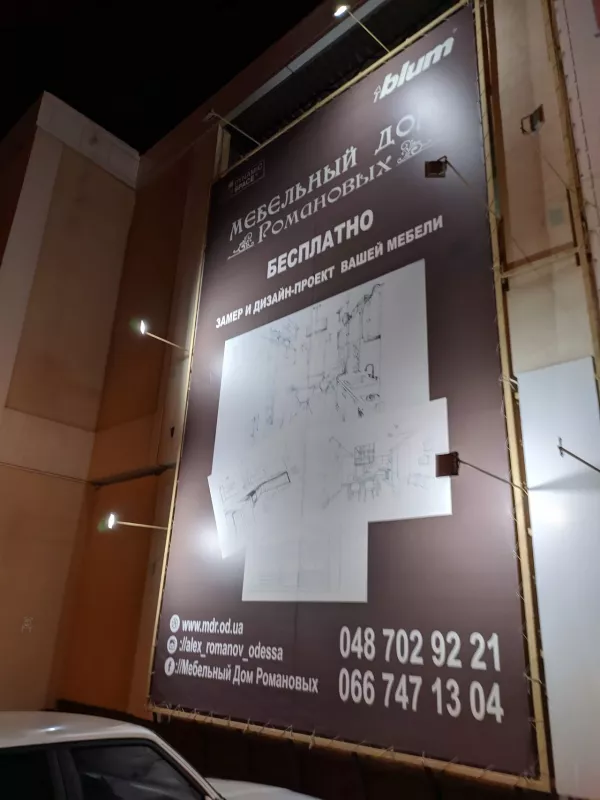 blum
МЕБЕЛЬНЫЙ ДОМ
РОМАНОВЫХ
БЕСПЛАТНО
ЗАМЕР И ДИЗАЙН-ПРОЕКТ ВАШЕЙ МЕБЕЛИ
www.mdr.od.ua
://alex_romanov_odessa
://Мебельный Дом Романовых
048 702 92 21
066 747 13 04